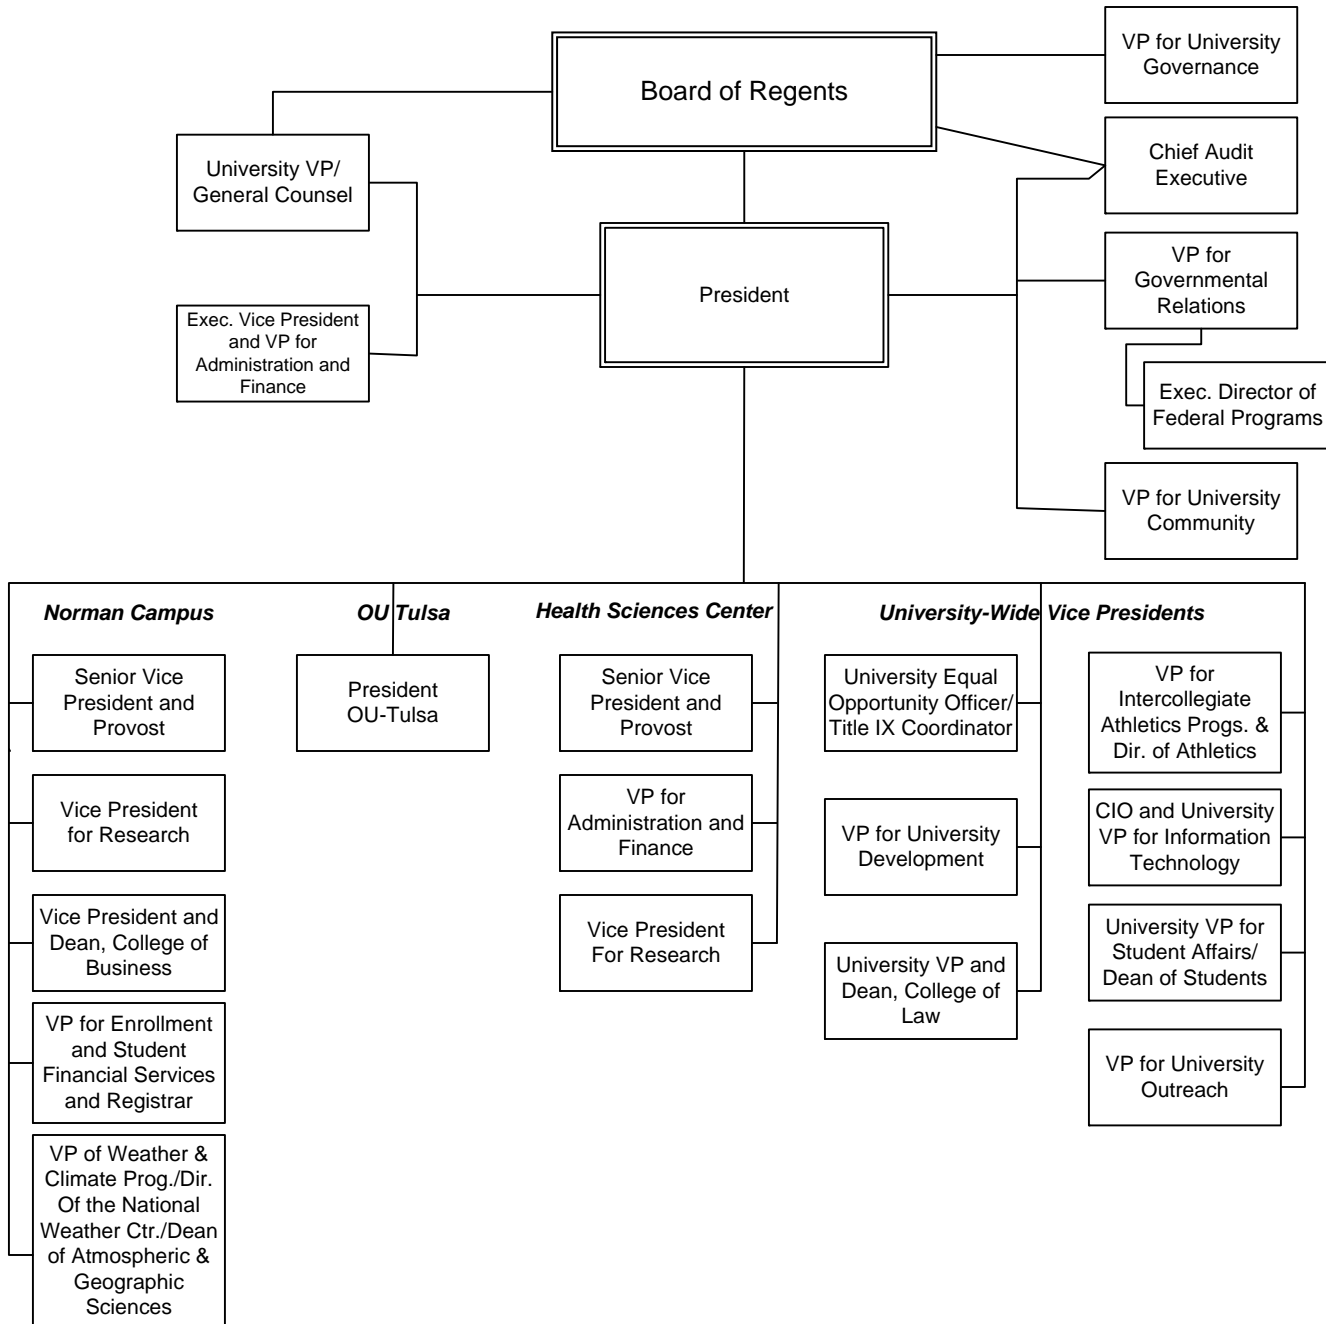 Board of Regents
VP for University
Governance
University VP/
General Counsel
Chief Audit
Executive
President
VP for
Governmental
Relations
Exec. Vice President
and VP for
Administration and
Finance
Exec. Director of
Federal Programs
VP for University
Community
Norman Campus
Senior Vice
President and
Provost
Vice President
for Research
Vice President and
Dean, College of
Business
VP for Enrollment
and Student
Financial Services
and Registrar
VP of Weather &
Climate Prog./Dir.
Of the National
Weather Ctr./Dean
of Atmospheric &
Geographic
Sciences
OU Tulsa
President
OU-Tulsa
Health Sciences Center
Senior Vice
President and
Provost
VP for
Administration and
Finance
Vice President
For Research
University-Wide Vice Presidents
University Equal
Opportunity Officer/
Title IX Coordinator
VP for University
Development
University VP and
Dean, College of
Law
VP for
Intercollegiate
Athletics Progs. &
Dir. of Athletics
CIO and University
VP for Information
Technology
University VP for
Student Affairs/
Dean of Students
VP for University
Outreach